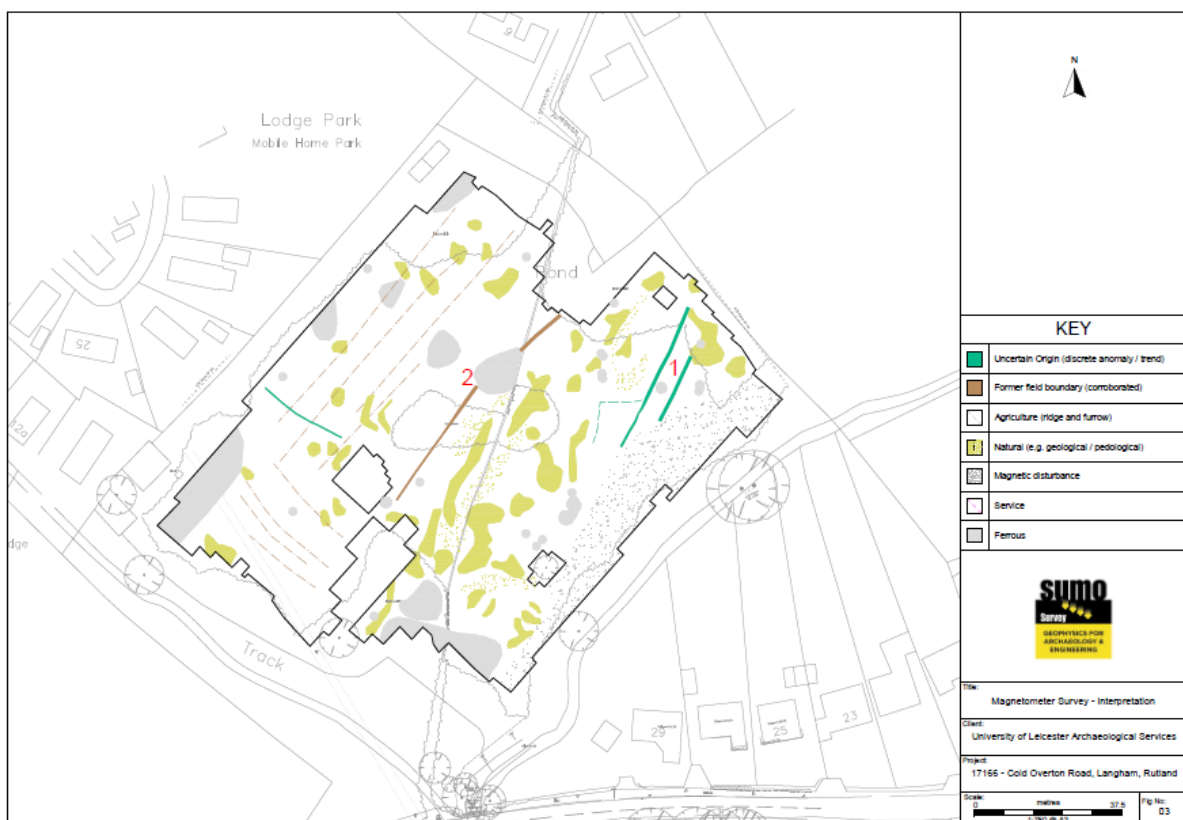 9
Lodge Park
Mobile Home Park
Pond
25
12a
2
1
dge
Track
29
25
23
N
KEY
Uncertain Origin (discrete anomaly / trend)
Former field boundary (corroborated)
Agriculture (ridge and furrow)
Natural (e.g. geological / pedological)
Magnetic disturbance
Service
Ferrous
sumo
Survey
GEOPHYSICS FOR
ARCHAEOLOGY &
ENGINEERING
Title:
Magnetometer Survey - Interpretation
Client:
University of Leicester Archaeological Services
Project:
17166 - Cold Overton Road, Langham, Rutland
Scale:
0 metres 37.5
Fig No:
03